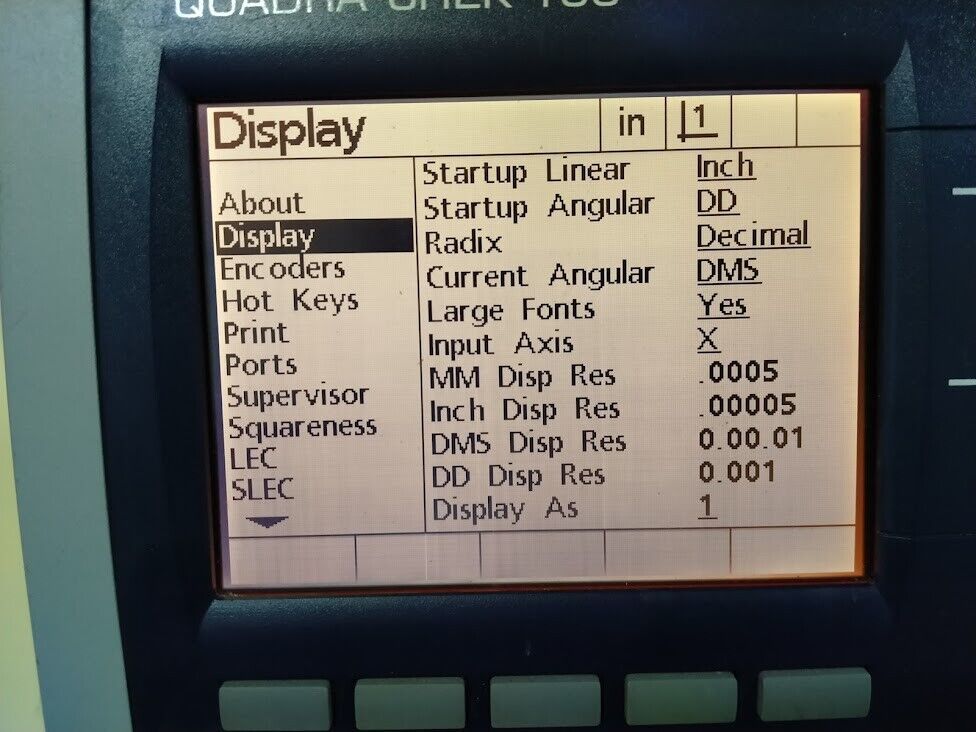 QUADRA-CHEK
Display in 1
About
Display
Encoders
Hot Keys
Print
Ports
Supervisor
Squareness
LEC
SLEC
Startup Linear Inch
Startup Angular DD
Radix Decimal
Current Angular DMS
Large Fonts Yes
Input Axis X
MM Disp Res .0005
Inch Disp Res .00005
DMS Disp Res 0.00.01
DD Disp Res 0.001
Display As 1